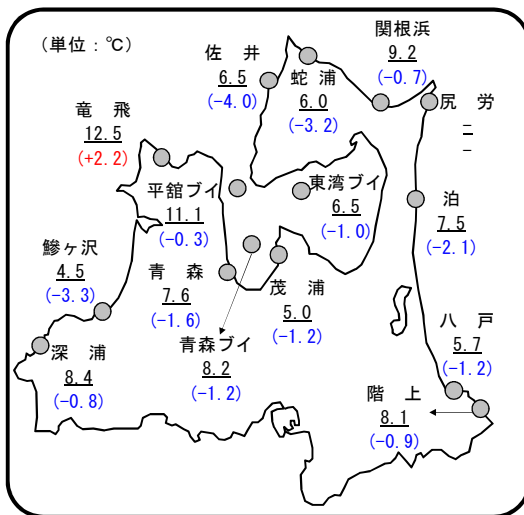 (単位：℃)
関根浜
9.2
(−0.7)
佐　井
6.5
(−4.0)
蛇　浦
6.0
(−3.2)
尻　労
−
−
竜　飛
12.5
(+2.2)
平舘ブイ
11.1
(−0.3)
東湾ブイ
6.5
(−1.0)
泊
7.5
(−2.1)
鰺ヶ沢
4.5
(−3.3)
青　森
7.6
(−1.6)
茂　浦
5.0
(−1.2)
青森ブイ
8.2
(−1.2)
八　戸
5.7
(−1.2)
深　浦
8.4
(−0.8)
階　上
8.1
(−0.9)